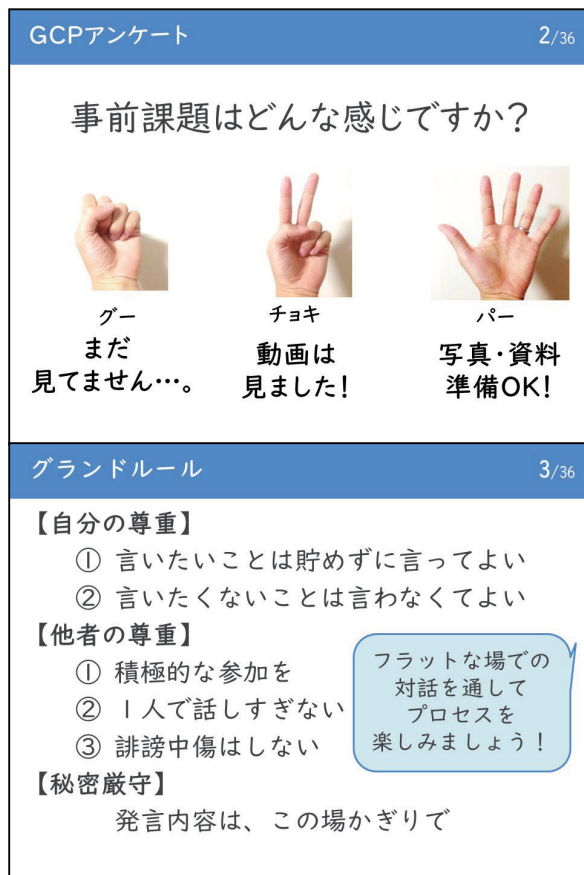 GCPアンケート
2/36
事前課題はどんな感じですか?
グー
まだ
見てません…。
チョキ
動画は
見ました!
パー
写真・資料
準備OK!
グランドルール
3/36
【自分の尊重】
① 言いたいことは貯めずに言ってよい
② 言いたくないことは言わなくてよい
【他者の尊重】
① 積極的な参加を
② 1人で話しすぎない
③ 誹謗中傷はしない
フラットな場での
対話を通して
プロセスを
楽しみましょう!
【秘密厳守】
発言内容は、この場かぎりで